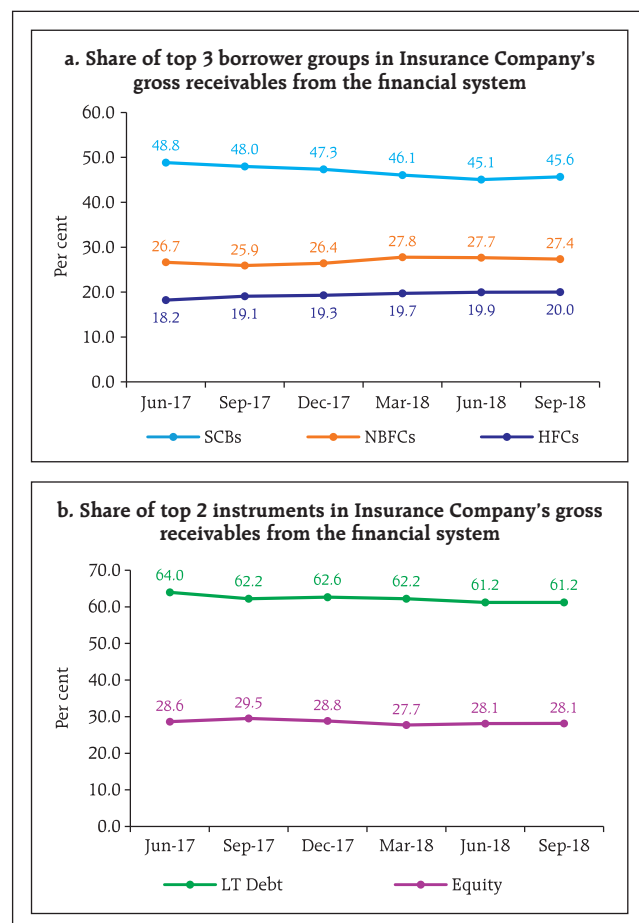 a. Share of top 3 borrower groups in Insurance Company's
gross receivables from the financial system
Per cent
60.0
50.0
40.0
30.0
20.0
10.0
0.0
48.8 48.0 47.3 46.1 45.1 45.6
26.7 25.9 26.4 27.8 27.7 27.4
18.2 19.1 19.3 19.7 19.9 20.0
Jun-17 Sep-17 Dec-17 Mar-18 Jun-18 Sep-18
SCBs NBFCs HFCs
b. Share of top 2 instruments in Insurance Company's gross
receivables from the financial system
Per cent
70.0
60.0
50.0
40.0
30.0
20.0
10.0
0.0
64.0 62.2 62.6 62.2 61.2 61.2
28.6 29.5 28.8 27.7 28.1 28.1
Jun-17 Sep-17 Dec-17 Mar-18 Jun-18 Sep-18
LT Debt Equity